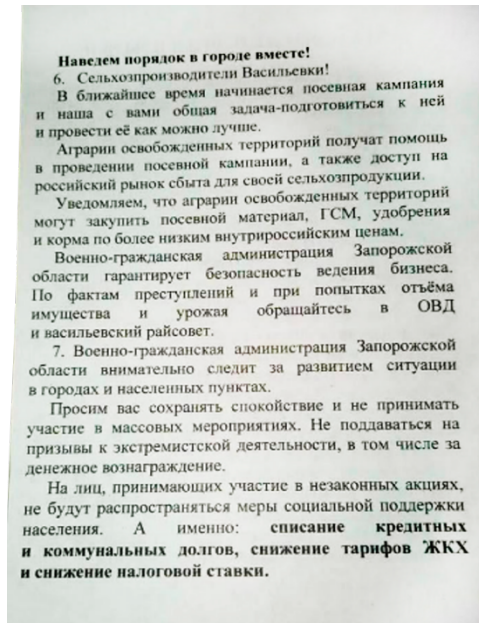 Наведем порядок в городе вместе!
6. Сельхозпроизводители Васильевки!
В ближайшее время начинается посевная кампания
и наша с вами общая задача-подготовиться к ней
и провести её как можно лучше.
Аграрии освобожденных территорий получат помощь
в проведении посевной кампании, а также доступ на
российский рынок сбыта для своей сельхозпродукции.
Уведомляем, что аграрии освобожденных территорий
могут закупить посевной материал, ГСМ, удобрения
и корма по более низким внутрироссийским ценам.
Военно-гражданская администрация Запорожской
области гарантирует безопасность ведения бизнеса.
По фактам преступлений и при попытках отъёма
имущества и урожая обращайтесь в ОВД
и васильевский райсовет.
7. Военно-гражданская администрация Запорожской
области внимательно следит за развитием ситуации
в городах и населенных пунктах.
Просим вас сохранять спокойствие и не принимать
участие в массовых мероприятиях. Не поддаваться на
призывы к экстремистской деятельности, в том числе за
денежное вознаграждение.
На лиц, принимающих участие в незаконных акциях,
не будут распространяться меры социальной поддержки
населения. А именно: списание кредитных
и коммунальных долгов, снижение тарифов ЖКХ
и снижение налоговой ставки.